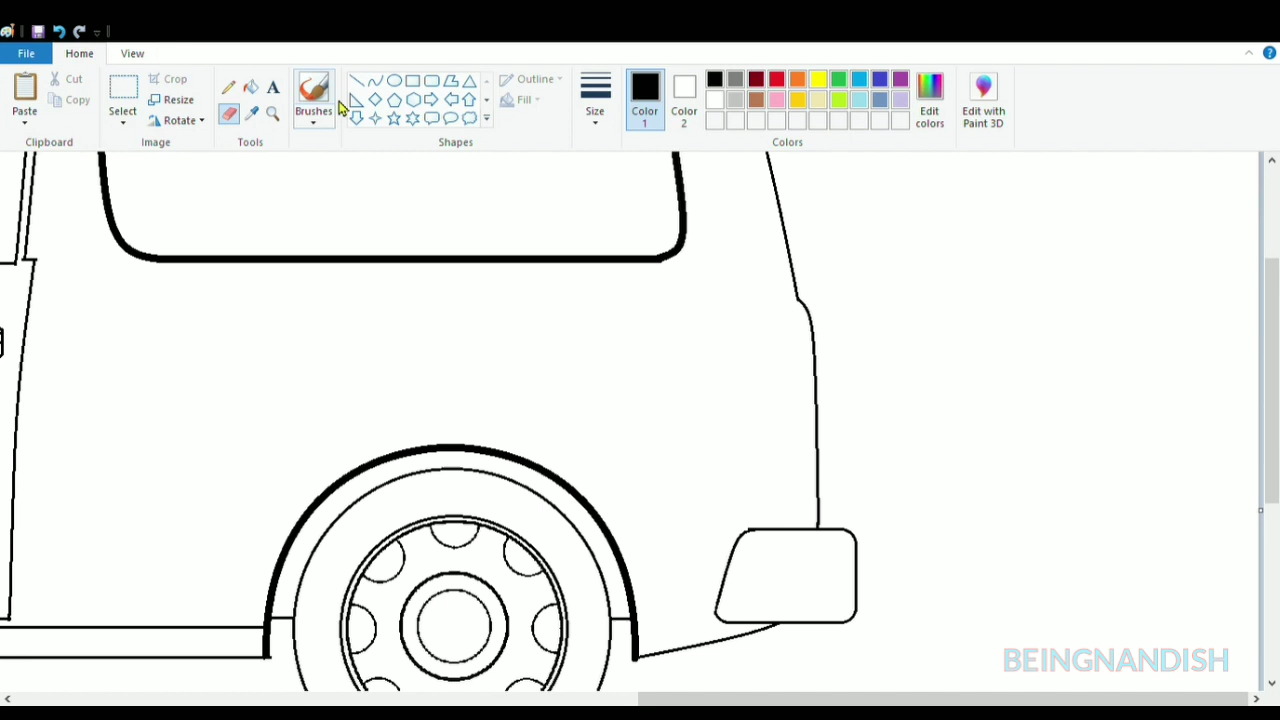 File Home View
Paste
Cut
Copy
Clipboard
Select
Crop
Resize
Rotate
Image
A
Tools
Brushes
Shapes
Outline
Fill
Size
Color
1
Color
2
Colors
Edit
colors
Edit with
Paint 3D
?
BEINGNANDISH